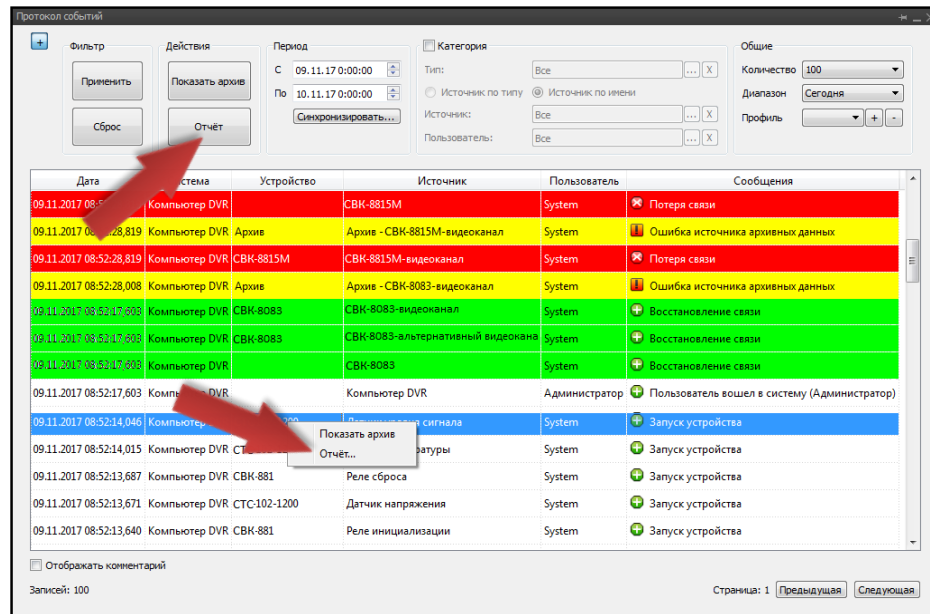 Протокол событий
Фильтр Действия Период Категория Общие
Применить Показать архив С 09.11.17 0:00:00 Тип: Все ... X Количество 100
По 10.11.17 0:00:00 Источник по типу Источник по имени Диапазон Сегодня
Сброс Отчёт Синхронизировать... Источник: Все ... X Профиль + -
Пользователь: Все ... X
Дата Устройство Источник Пользователь Сообщения
09.11.2017 Компьютер DVR СВК-8815М System Потеря связи
09.11.2017 Компьютер DVR Архив Архив - СВК-8815М-видеоканал System Ошибка источника архивных данных
09.11.2017 08:52:28,819 Компьютер DVR СВК-8815М СВК-8815М-видеоканал System Потеря связи
09.11.2017 08:52:28,008 Компьютер DVR Архив Архив - СВК-8083-видеоканал System Ошибка источника архивных данных
09.11.2017 08:52:17,603 Компьютер DVR СВК-8083 СВК-8083-видеоканал System Восстановление связи
09.11.2017 08:52:17,603 Компьютер DVR СВК-8083 СВК-8083-альтернативный видеокана System Восстановление связи
09.11.2017 08:52:17,603 Компьютер DVR СВК-8083 System Восстановление связи
09.11.2017 08:52:17,603 DVR Компьютер DVR Администратор Пользователь вошел в систему (Администратор)
09.11.2017 08:52:14,046 сигнала System Запуск устройства
Показать архив
09.11.2017 08:52:14,015 Компьютер DVR System Запуск устройства
Отчёт...
09.11.2017 08:52:13,687 Компьютер DVR СВК-881 Реле сброса System Запуск устройства
09.11.2017 08:52:13,671 Компьютер DVR СТС-102-1200 Датчик напряжения System Запуск устройства
09.11.2017 08:52:13,640 Компьютер DVR СВК-881 Реле инициализации System Запуск устройства
Отображать комментарий
Записей: 100 Страница: 1 Предыдущая Следующая